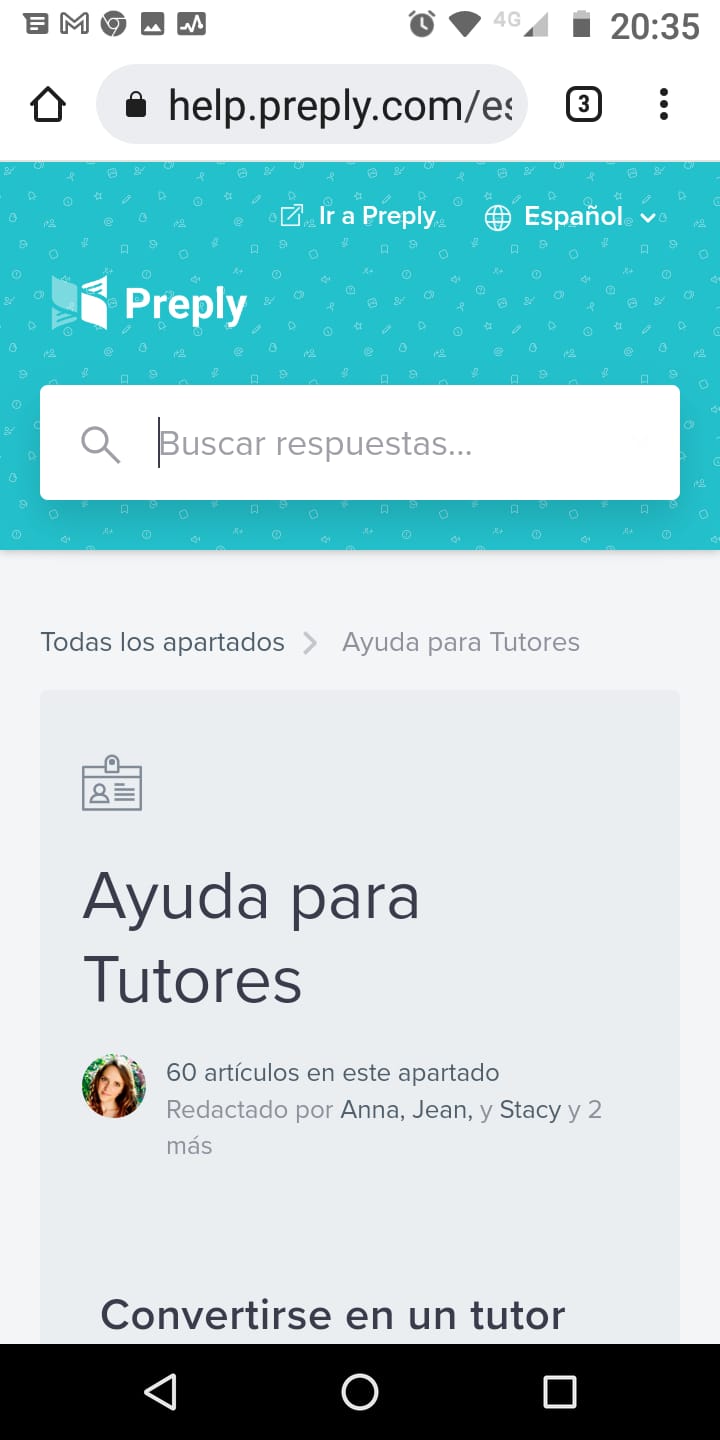 4G 20:35
help.preply.com/es
3
Ir a Preply
Español
Preply
Buscar respuestas...
Todas los apartados
Ayuda para Tutores
Ayuda para
Tutores
60 artículos en este apartado
Redactado por Anna, Jean, y Stacy y 2
más
Convertirse en un tutor